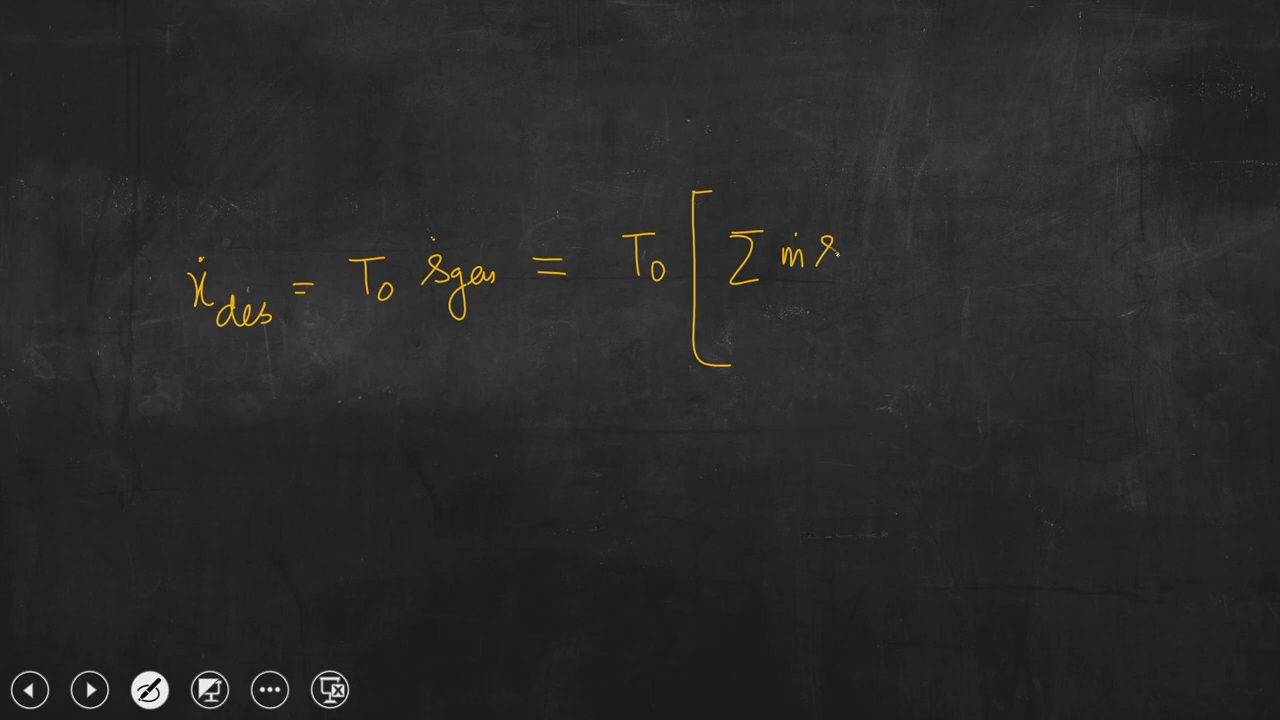 ẋ des = T₀ ṡgen = T₀ [ Σ ṁ s